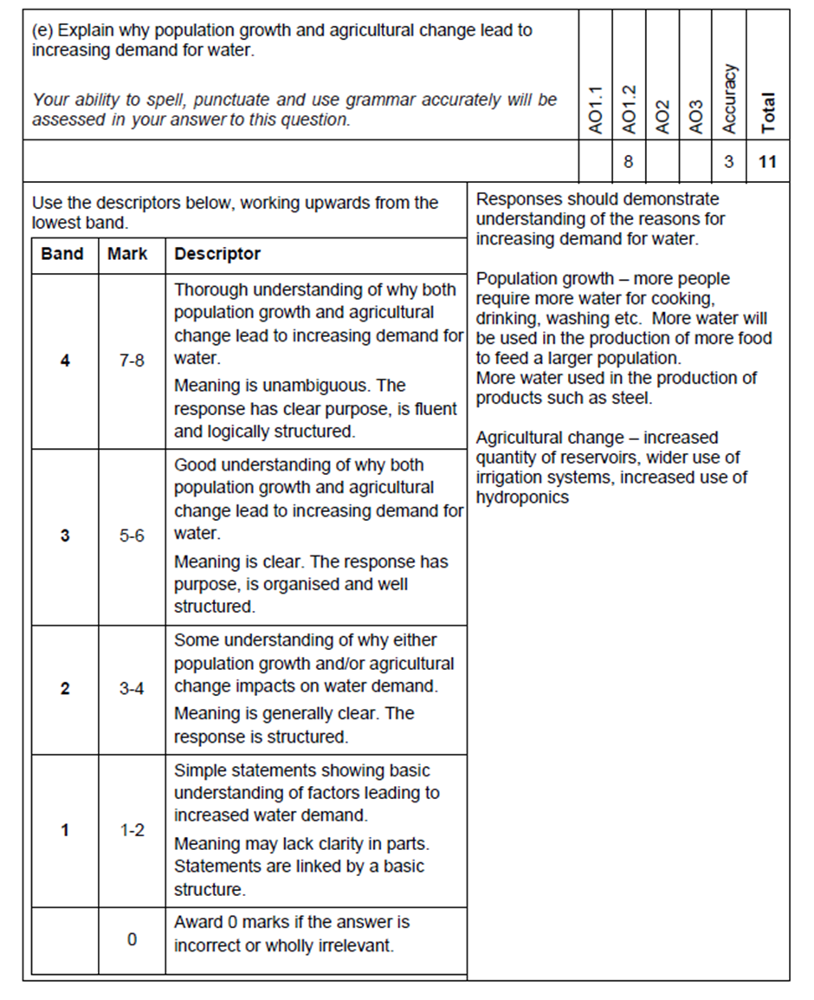 (e) Explain why population growth and agricultural change lead to
increasing demand for water.
Your ability to spell, punctuate and use grammar accurately will be
assessed in your answer to this question.
AO1.1
AO1.2
AO2
AO3
Accuracy
Total
8
3
11
Use the descriptors below, working upwards from the
lowest band.
Band
Mark
Descriptor
4
7-8
Thorough understanding of why both
population growth and agricultural
change lead to increasing demand for
water.
Meaning is unambiguous. The
response has clear purpose, is fluent
and logically structured.
3
5-6
Good understanding of why both
population growth and agricultural
change lead to increasing demand for
water.
Meaning is clear. The response has
purpose, is organised and well
structured.
2
3-4
Some understanding of why either
population growth and/or agricultural
change impacts on water demand.
Meaning is generally clear. The
response is structured.
1
1-2
Simple statements showing basic
understanding of factors leading to
increased water demand.
Meaning may lack clarity in parts.
Statements are linked by a basic
structure.
0
Award 0 marks if the answer is
incorrect or wholly irrelevant.
Responses should demonstrate
understanding of the reasons for
increasing demand for water.
Population growth – more people
require more water for cooking,
drinking, washing etc. More water will
be used in the production of more food
to feed a larger population.
More water used in the production of
products such as steel.
Agricultural change – increased
quantity of reservoirs, wider use of
irrigation systems, increased use of
hydroponics